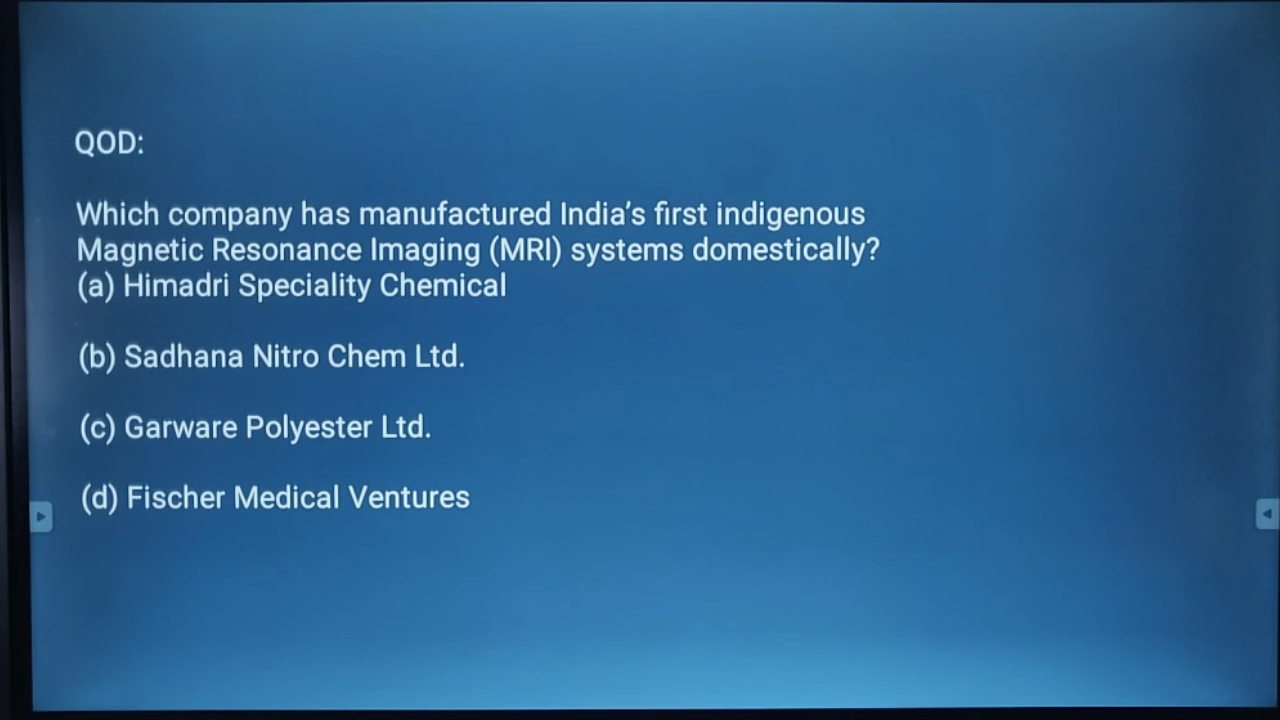 QOD:
Which company has manufactured India's first indigenous
Magnetic Resonance Imaging (MRI) systems domestically?
(a) Himadri Speciality Chemical
(b) Sadhana Nitro Chem Ltd.
(c) Garware Polyester Ltd.
(d) Fischer Medical Ventures